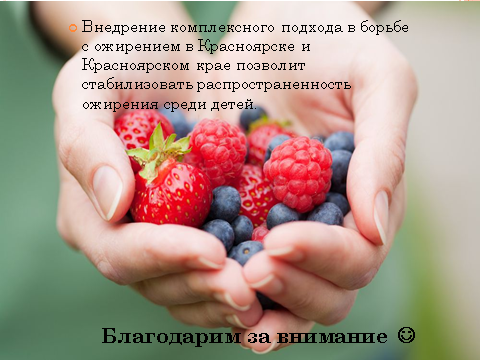 Внедрение комплексного подхода в борьбе
с ожирением в Красноярске и
Красноярском крае позволит
стабилизовать распространенность
ожирения среди детей.
Благодарим за внимание ☺